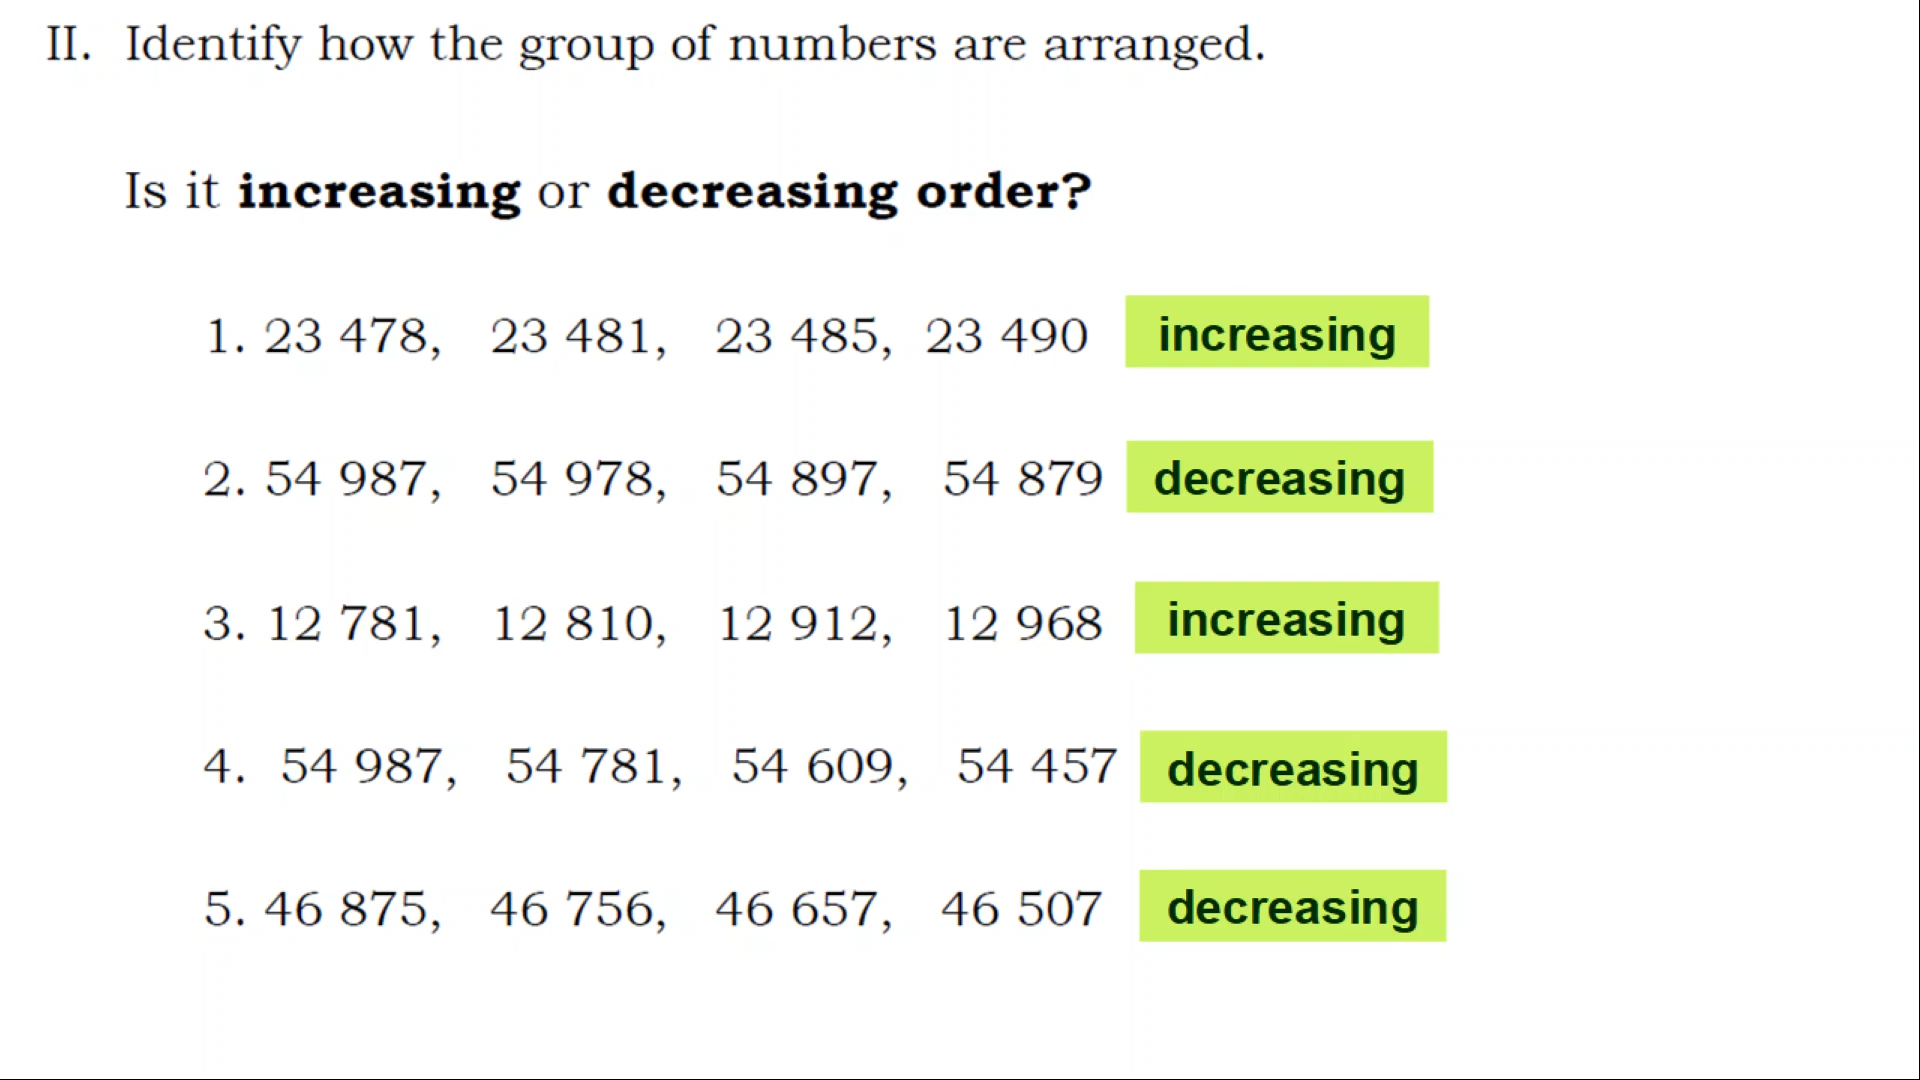 II. Identify how the group of numbers are arranged.
Is it increasing or decreasing order?
1. 23 478, 23 481, 23 485, 23 490 increasing
2. 54 987, 54 978, 54 897, 54 879 decreasing
3. 12 781, 12 810, 12 912, 12 968 increasing
4. 54 987, 54 781, 54 609, 54 457 decreasing
5. 46 875, 46 756, 46 657, 46 507 decreasing